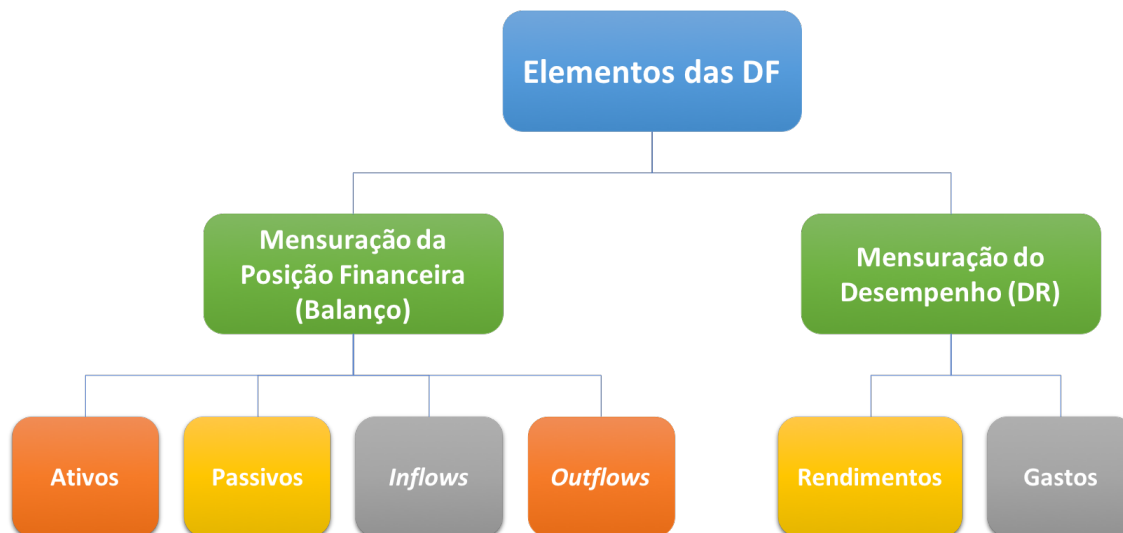 Elementos das DF
Mensuração da
Posição Financeira
(Balanço)
Mensuração do
Desempenho (DR)
Ativos
Passivos
Inflows
Outflows
Rendimentos
Gastos